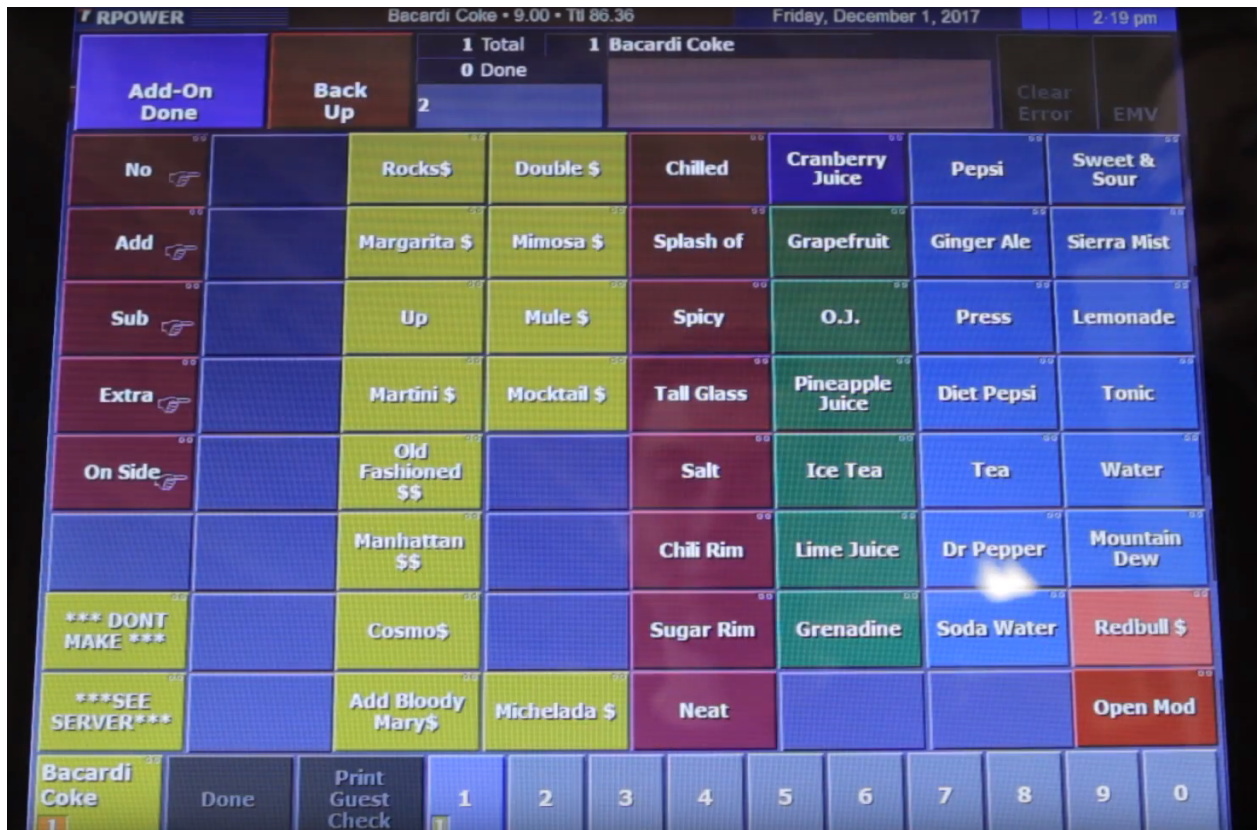 RPOWER
Bacardi Coke • 9.00 • Ttl 86.36
Friday, December 1, 2017
2:19 pm
Add-On
Done
Back
Up
1 Total
0 Done
2
1 Bacardi Coke
Clear
Error
EMV
No
Rocks$
Double $
Chilled
Cranberry
Juice
Pepsi
Sweet &
Sour
Add
Margarita $
Mimosa $
Splash of
Grapefruit
Ginger Ale
Sierra Mist
Sub
Up
Mule $
Spicy
O.J.
Press
Lemonade
Extra
Martini $
Mocktail $
Tall Glass
Pineapple
Juice
Diet Pepsi
Tonic
On Side
Old
Fashioned
$$
Salt
Ice Tea
Tea
Water
Manhattan
$$
Chili Rim
Lime Juice
Dr Pepper
Mountain
Dew
*** DONT
MAKE ***
Cosmo$
Sugar Rim
Grenadine
Soda Water
Redbull $
***SEE
SERVER***
Add Bloody
Mary$
Michelada $
Neat
Open Mod
Bacardi
Coke
1
Done
Print
Guest
Check
1
1
2
3
4
5
6
7
8
9
0